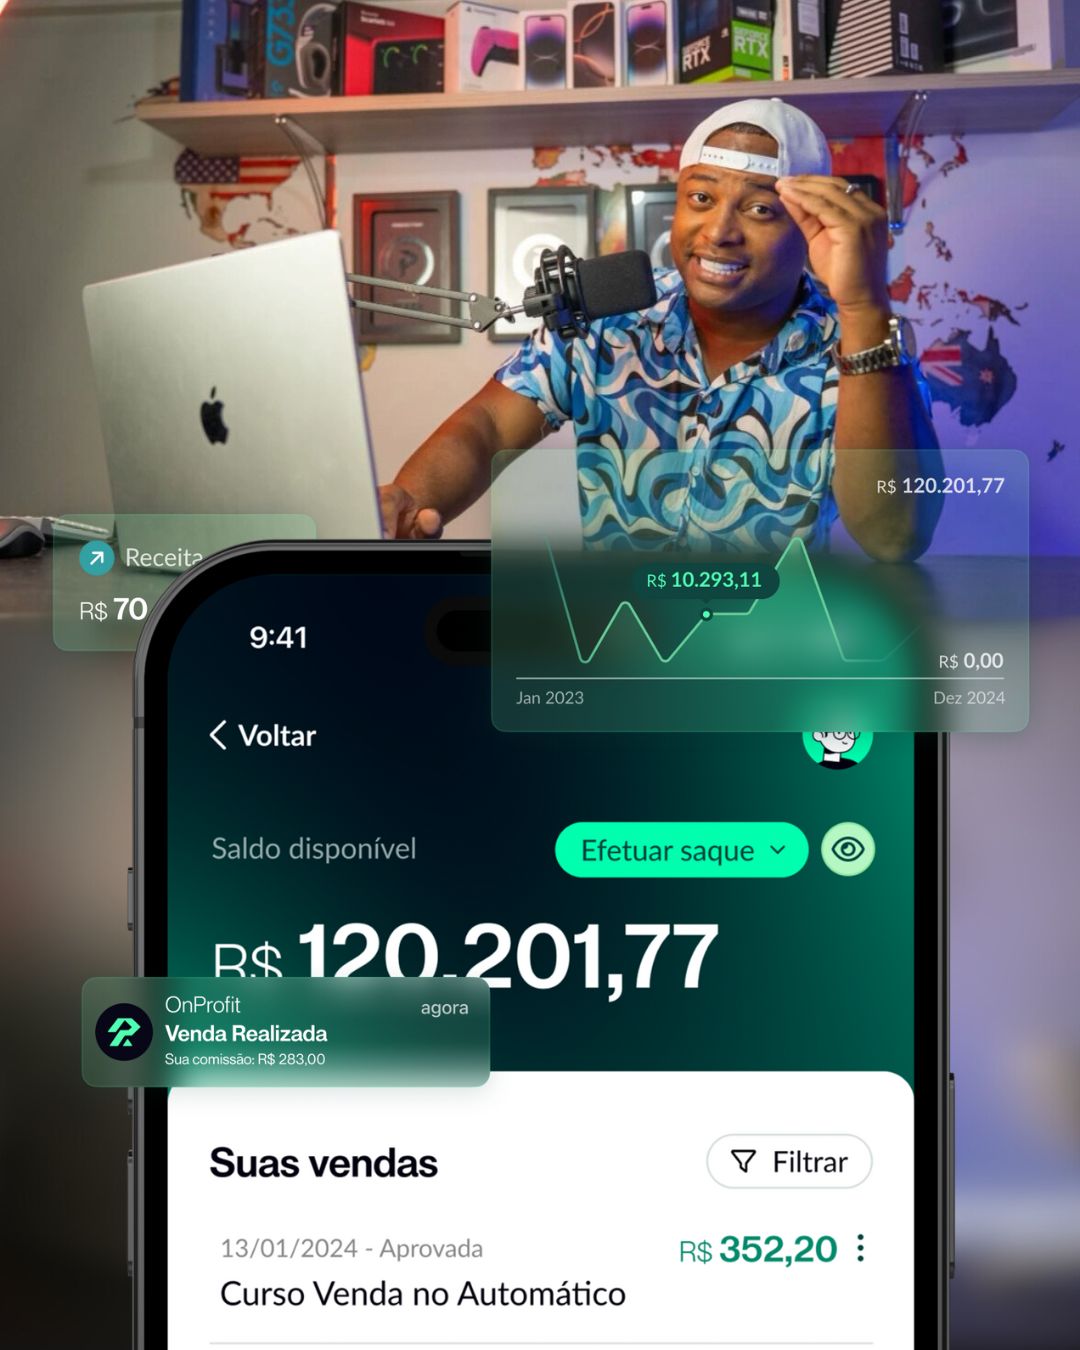 GEFORCE
RTX
GEFORCE
RTX
R$ 120.201,77
Receita
R$ 10.293,11
R$ 70
9:41
R$ 0,00
Jan 2023
Dez 2024
Voltar
Saldo disponível
Efetuar saque
R$ 120.201,77
OnProfit
agora
Venda Realizada
Sua comissão: R$ 283,00
Suas vendas
Filtrar
13/01/2024 - Aprovada
R$ 352,20
Curso Venda no Automático